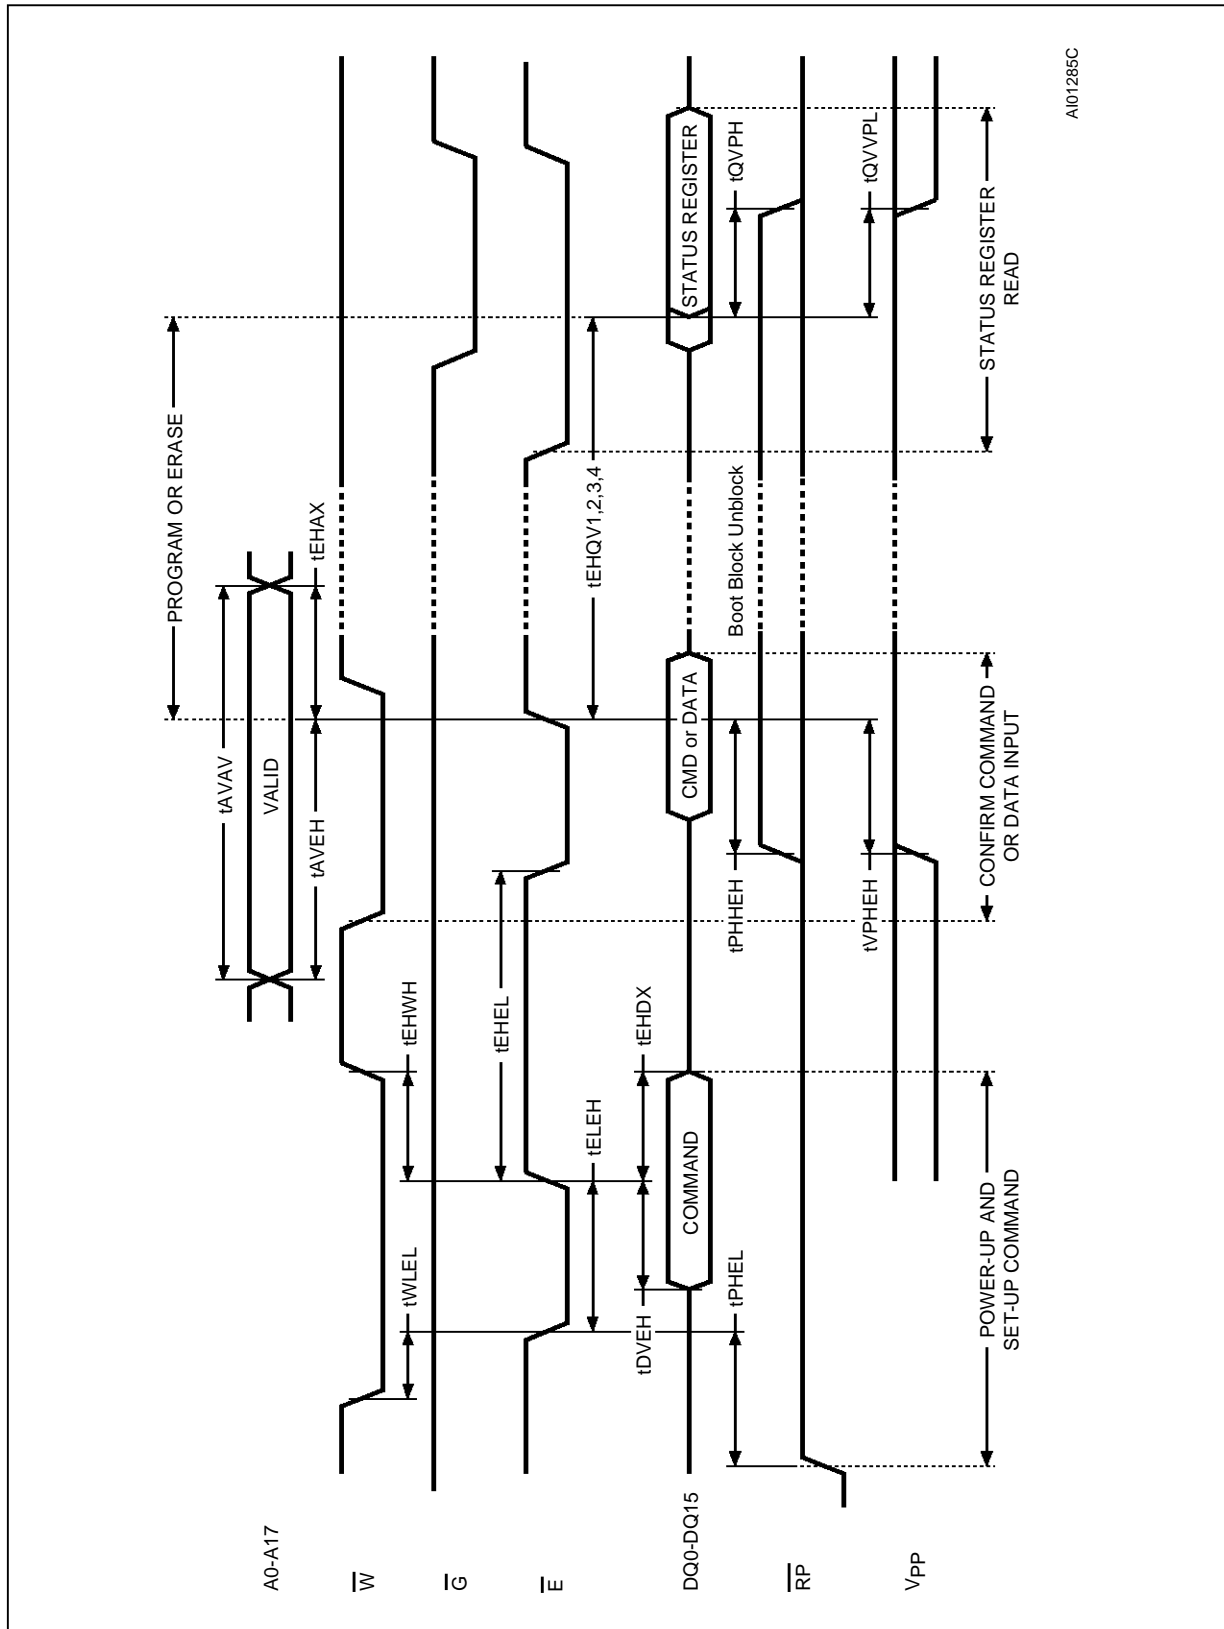 PROGRAM OR ERASE
tAVAV
A0-A17
VALID
tAVEH
tEHAX
W
tWLEL
tEHWH
G
tEHEL
E
tELEH
tEHQV1,2,3,4
tDVEH
tEHDX
DQ0-DQ15
COMMAND
CMD or DATA
STATUS REGISTER
tPHEL
tPHHEH
Boot Block Unblock
tQVPH
RP
tVPHEH
tQVVPL
VPP
POWER-UP AND
SET-UP COMMAND
CONFIRM COMMAND
OR DATA INPUT
STATUS REGISTER
READ
AI01285C